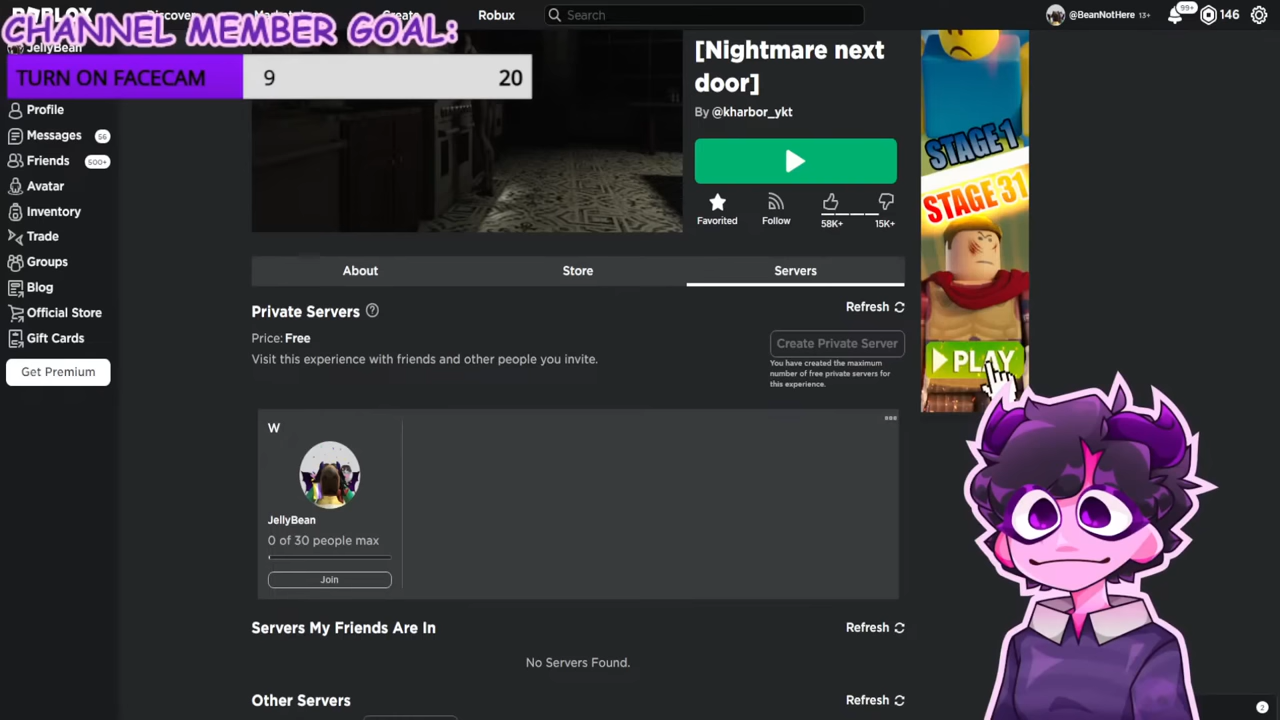 CHANNEL MEMBER GOAL:
TURN ON FACECAM 9 20
Create
Robux
Search
@BeanNotHere 13+
99+
146
JellyBean
Profile
Messages 56
Friends 500+
Avatar
Inventory
Trade
Groups
Blog
Official Store
Gift Cards
Get Premium
[Nightmare next
door]
By @kharbor_ykt
Favorited
Follow
58K+
15K+
About
Store
Servers
Private Servers
Refresh
Price: Free
Visit this experience with friends and other people you invite.
Create Private Server
You have created the maximum
number of free private servers for
this experience.
W
JellyBean
0 of 30 people max
Join
Servers My Friends Are In
Refresh
No Servers Found.
Other Servers
Refresh
STAGE 1
STAGE 31
PLAY
2